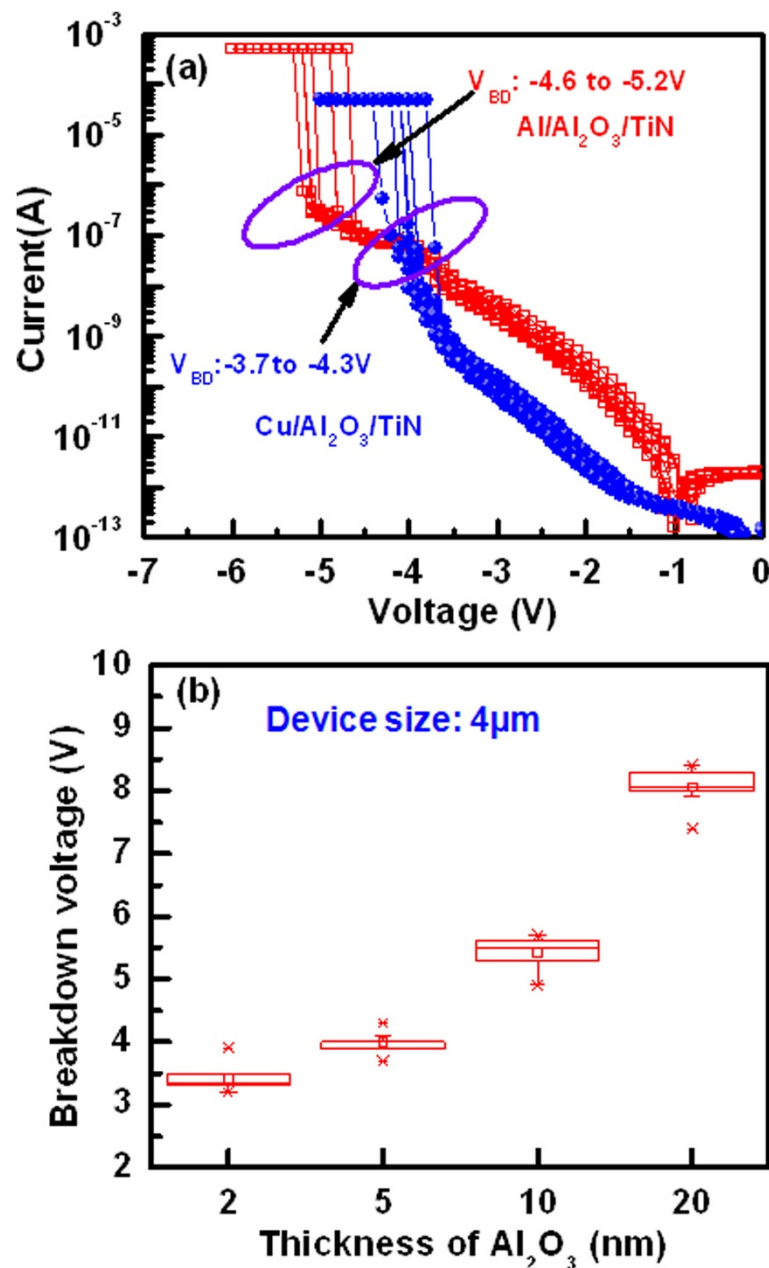 (a)
V_BD: -4.6 to -5.2V
Al/Al₂O₃/TiN
V_BD:-3.7 to -4.3V
Cu/Al₂O₃/TiN
Current(A)
10⁻³
10⁻⁵
10⁻⁷
10⁻⁹
10⁻¹¹
10⁻¹³
-7 -6 -5 -4 -3 -2 -1 0
Voltage (V)
(b)
Device size: 4µm
Breakdown voltage (V)
10
9
8
7
6
5
4
3
2
2 5 10 20
Thickness of Al₂O₃ (nm)